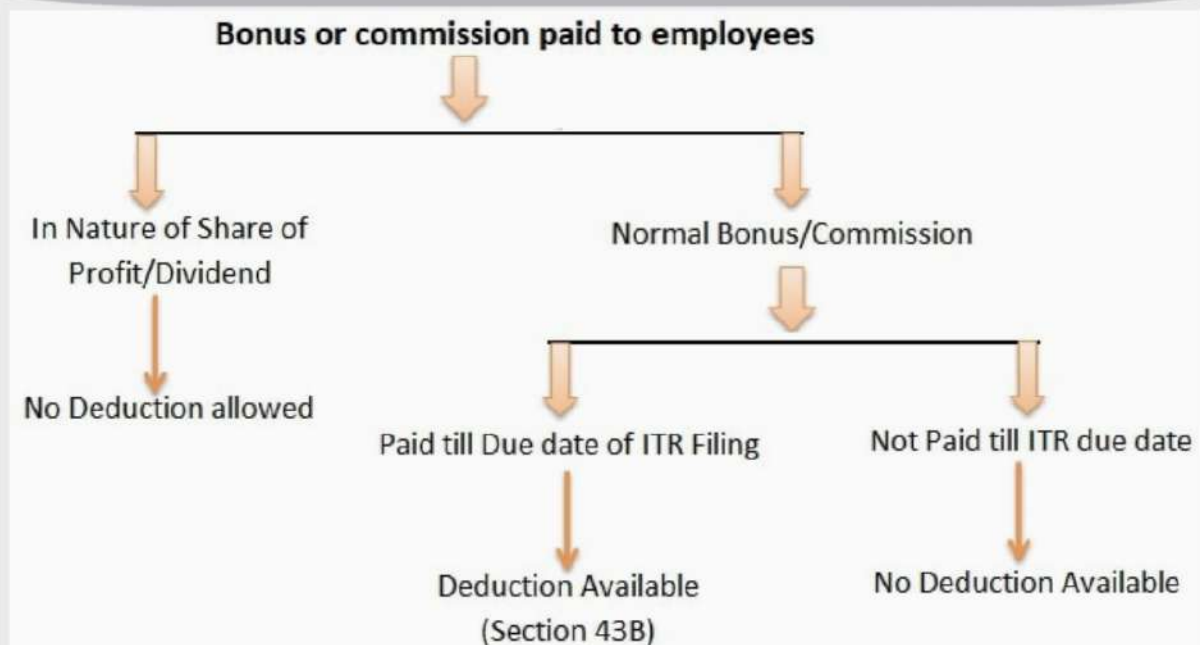 Bonus or commission paid to employees
In Nature of Share of
Profit/Dividend
No Deduction allowed
Normal Bonus/Commission
Paid till Due date of ITR Filing
Deduction Available
(Section 43B)
Not Paid till ITR due date
No Deduction Available